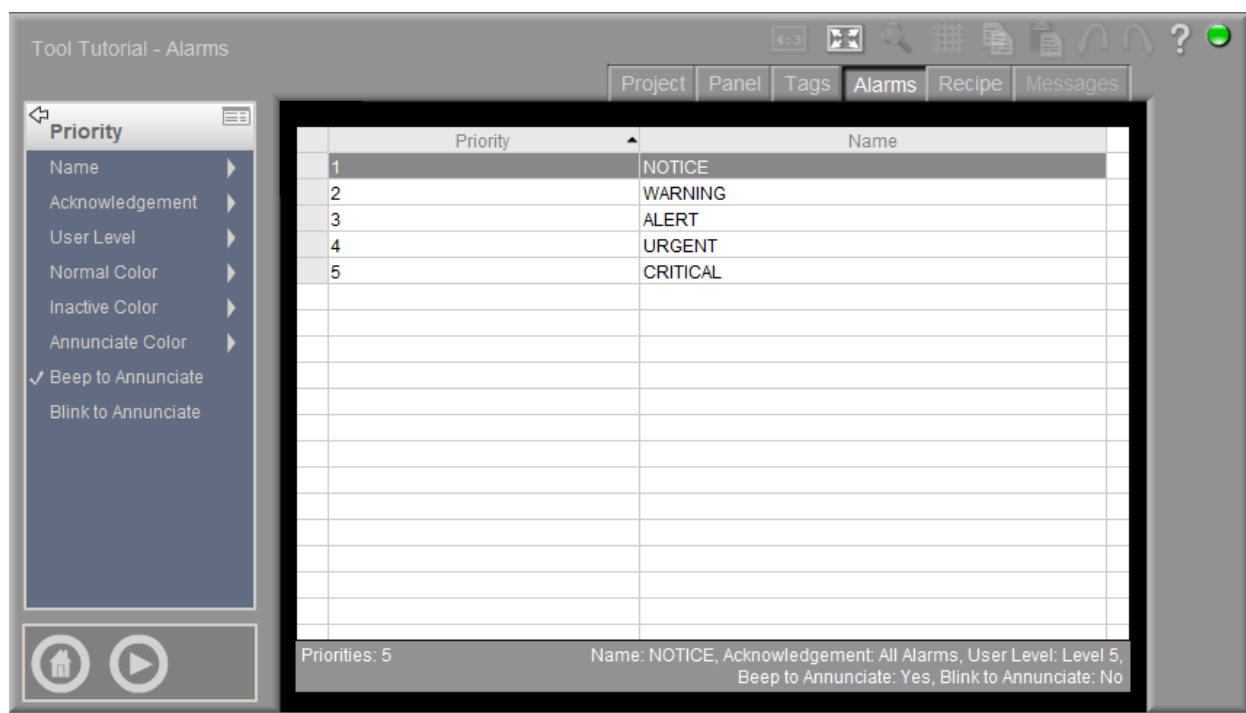 Tool Tutorial - Alarms
4:3
?
Project Panel Tags Alarms Recipe Messages
Priority
Name
Acknowledgement
User Level
Normal Color
Inactive Color
Annunciate Color
Beep to Annunciate
Blink to Annunciate
Priority Name
1 NOTICE
2 WARNING
3 ALERT
4 URGENT
5 CRITICAL
Priorities: 5 Name: NOTICE, Acknowledgement: All Alarms, User Level: Level 5,
Beep to Annunciate: Yes, Blink to Annunciate: No